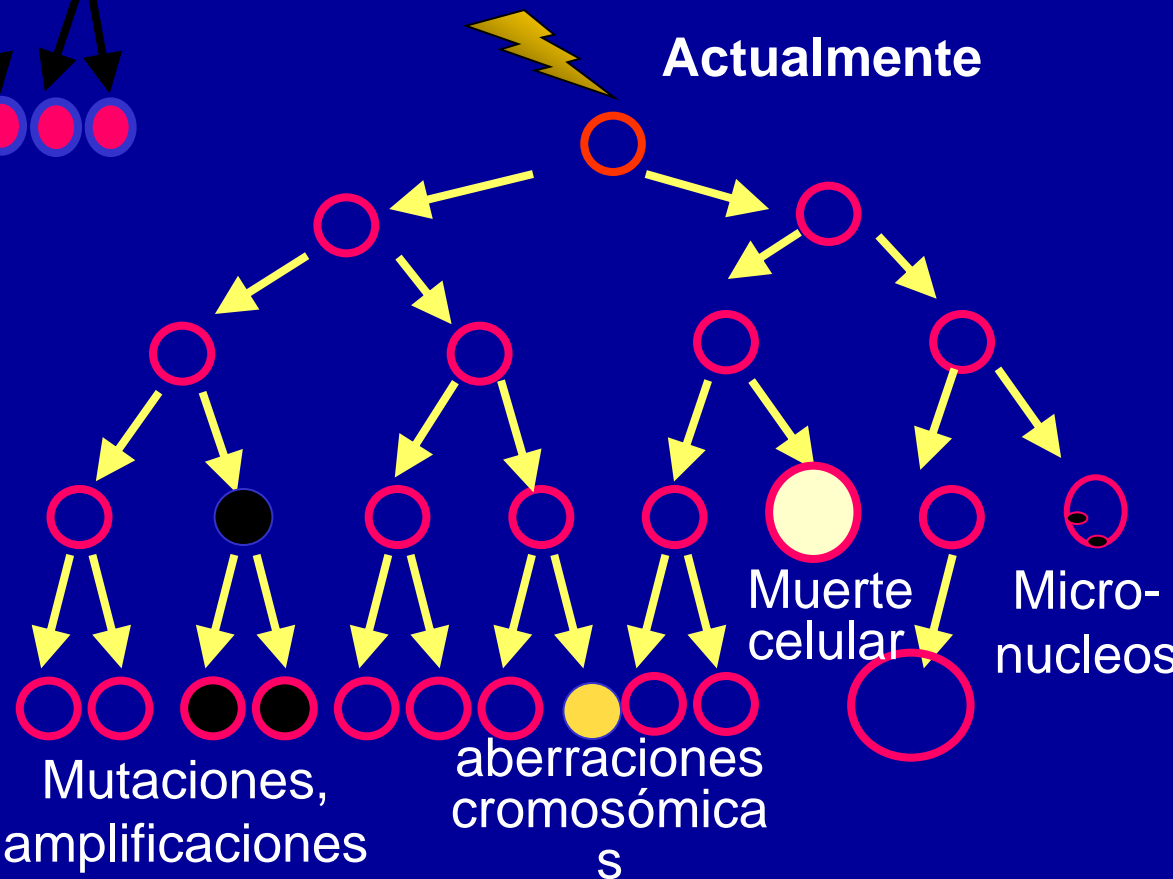 Actualmente
Muerte
celular
Micro-
nucleos
Mutaciones,
amplificaciones
aberraciones
cromosómica
s